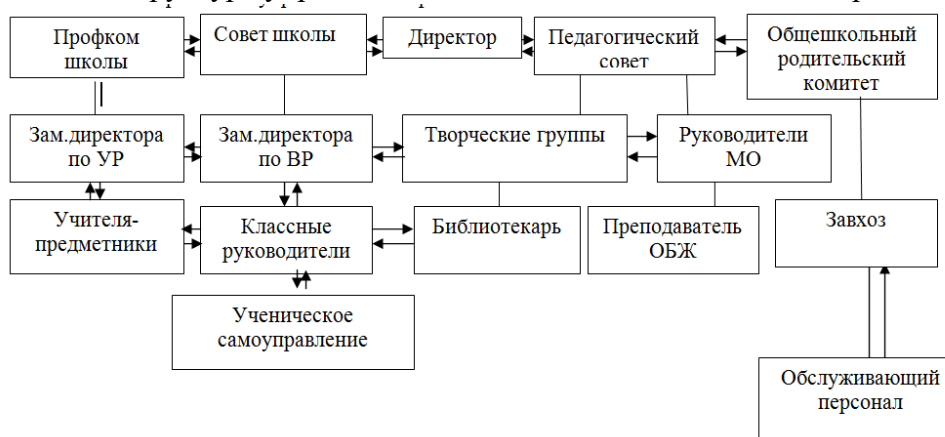 Профком
школы
Совет школы
Директор
Педагогический
совет
Общешкольный
родительский
комитет
Зам.директора
по УР
Зам.директора
по ВР
Творческие группы
Руководители
МО
Учителя-
предметники
Классные
руководители
Библиотекарь
Преподаватель
ОБЖ
Завхоз
Ученическое
самоуправление
Обслуживающий
персонал